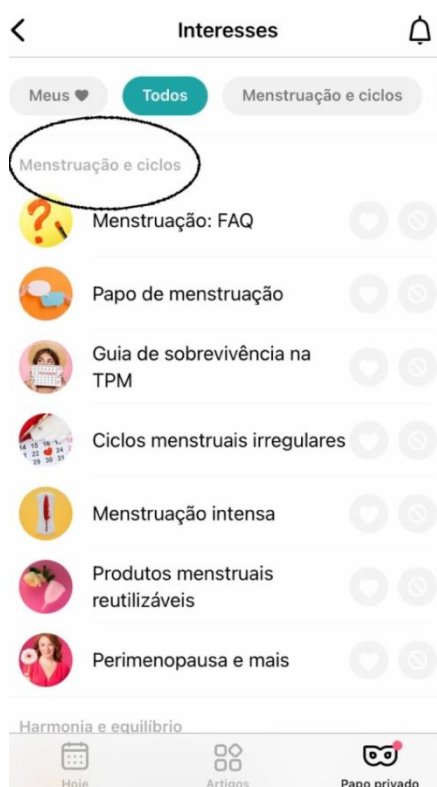 Interesses
Meus
Todos
Menstruação e ciclos
Menstruação e ciclos
Menstruação: FAQ
Papo de menstruação
Guia de sobrevivência na
TPM
Ciclos menstruais irregulares
Menstruação intensa
Produtos menstruais
reutilizáveis
Perimenopausa e mais
Harmonia e equilíbrio
Hoje
Artigos
Papo privado